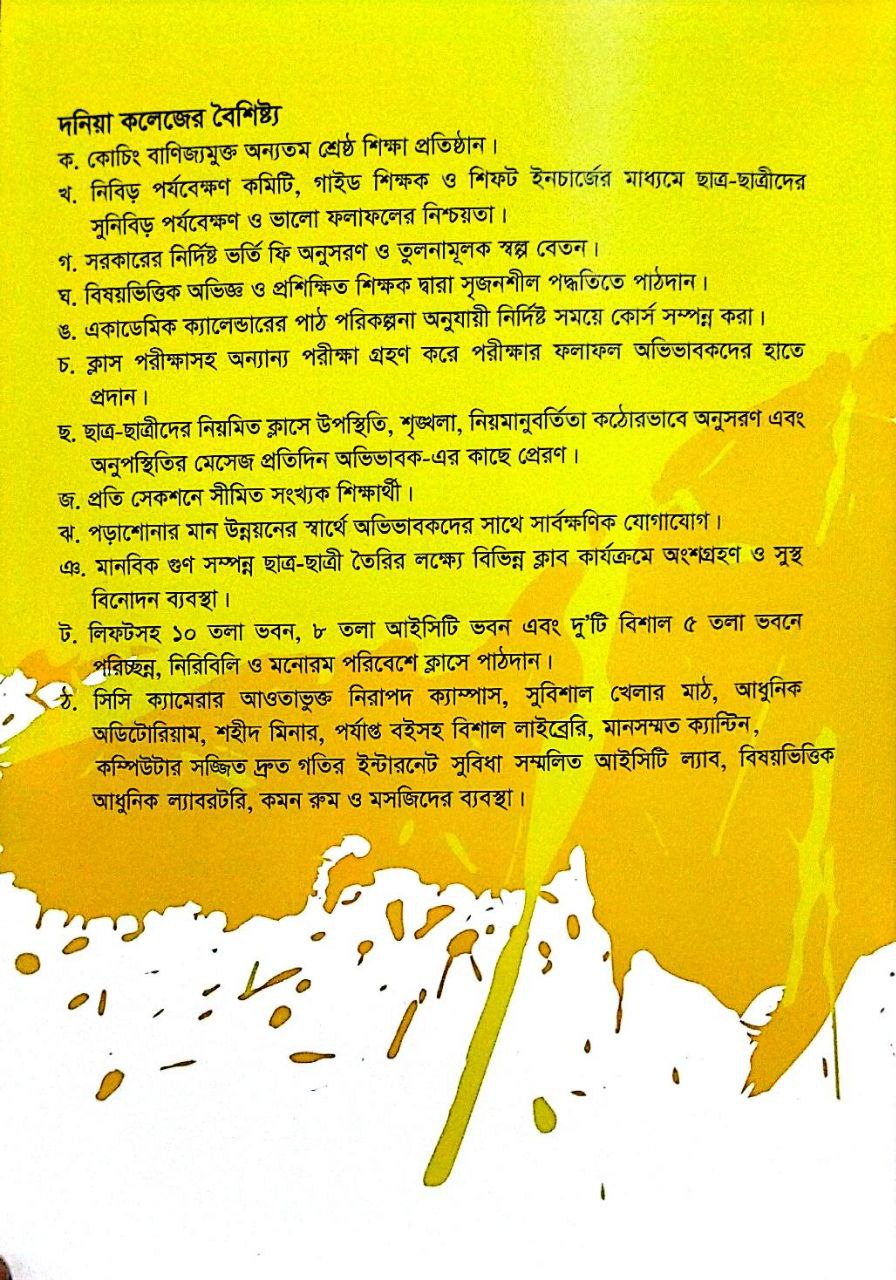 দনিয়া কলেজের বৈশিষ্ট্য
ক. কোচিং বাণিজ্যমুক্ত অন্যতম শ্রেষ্ঠ শিক্ষা প্রতিষ্ঠান।
খ. নিবিড় পর্যবেক্ষণ কমিটি, গাইড শিক্ষক ও শিফট ইনচার্জের মাধ্যমে ছাত্র-ছাত্রীদের
সুনিবিড় পর্যবেক্ষণ ও ভালো ফলাফলের নিশ্চয়তা।
গ. সরকারের নির্দিষ্ট ভর্তি ফি অনুসরণ ও তুলনামূলক স্বল্প বেতন।
ঘ. বিষয়ভিত্তিক অভিজ্ঞ ও প্রশিক্ষিত শিক্ষক দ্বারা সৃজনশীল পদ্ধতিতে পাঠদান।
ঙ. একাডেমিক ক্যালেন্ডারের পাঠ পরিকল্পনা অনুযায়ী নির্দিষ্ট সময়ে কোর্স সম্পন্ন করা।
চ. ক্লাস পরীক্ষাসহ অন্যান্য পরীক্ষা গ্রহণ করে পরীক্ষার ফলাফল অভিভাবকদের হাতে
প্রদান।
ছ. ছাত্র-ছাত্রীদের নিয়মিত ক্লাসে উপস্থিতি, শৃঙ্খলা, নিয়মানুবর্তিতা কঠোরভাবে অনুসরণ এবং
অনুপস্থিতির মেসেজ প্রতিদিন অভিভাবক-এর কাছে প্রেরণ।
জ. প্রতি সেকশনে সীমিত সংখ্যক শিক্ষার্থী।
ঝ. পড়াশোনার মান উন্নয়নের স্বার্থে অভিভাবকদের সাথে সার্বক্ষণিক যোগাযোগ।
ঞ. মানবিক গুণ সম্পন্ন ছাত্র-ছাত্রী তৈরির লক্ষ্যে বিভিন্ন ক্লাব কার্যক্রমে অংশগ্রহণ ও সুস্থ
বিনোদন ব্যবস্থা।
ট. লিফটসহ ১০ তলা ভবন, ৮ তলা আইসিটি ভবন এবং দু'টি বিশাল ৫ তলা ভবনে
পরিচ্ছন্ন, নিরিবিলি ও মনোরম পরিবেশে ক্লাসে পাঠদান।
ঠ. সিসি ক্যামেরার আওতাভুক্ত নিরাপদ ক্যাম্পাস, সুবিশাল খেলার মাঠ, আধুনিক
অডিটোরিয়াম, শহীদ মিনার, পর্যাপ্ত বইসহ বিশাল লাইব্রেরি, মানসম্মত ক্যান্টিন,
কম্পিউটার সজ্জিত দ্রুত গতির ইন্টারনেট সুবিধা সম্মলিত আইসিটি ল্যাব, বিষয়ভিত্তিক
আধুনিক ল্যাবরটরি, কমন রুম ও মসজিদের ব্যবস্থা।